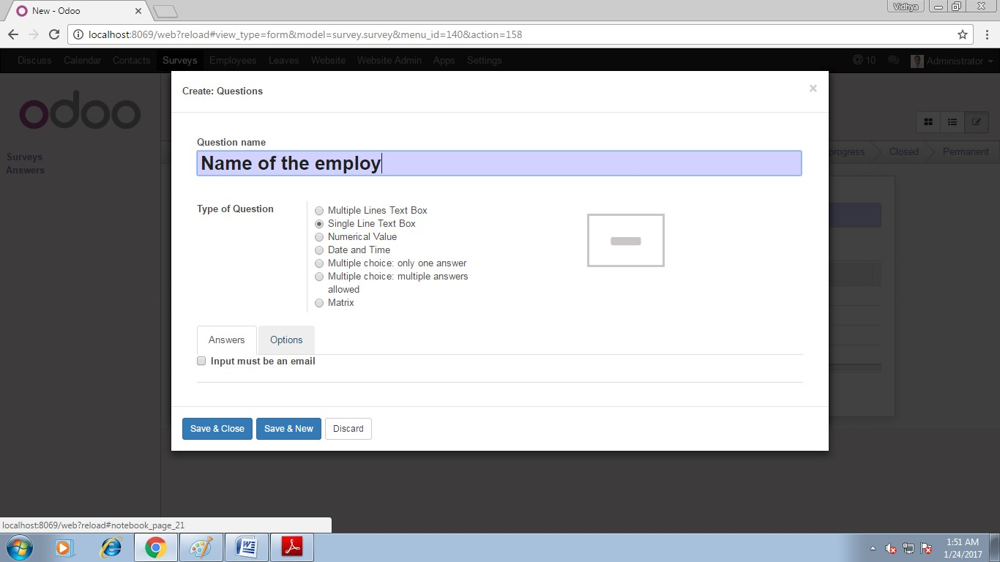 New - Odoo
Vidhya
localhost:8069/web?reload#view_type=form&model=survey.survey&menu_id=140&action=158
Discuss Calendar Contacts Surveys Employees Leaves Website Website Admin Apps Settings @ 10 Administrator
Create: Questions ×
odoo
Question name
Name of the employ
Surveys
Answers
progress Closed Permanent
Type of Question
Multiple Lines Text Box
Single Line Text Box
Numerical Value
Date and Time
Multiple choice: only one answer
Multiple choice: multiple answers
allowed
Matrix
Answers Options
Input must be an email
Save & Close Save & New Discard
localhost:8069/web?reload#notebook_page_21
1:51 AM
1/24/2017